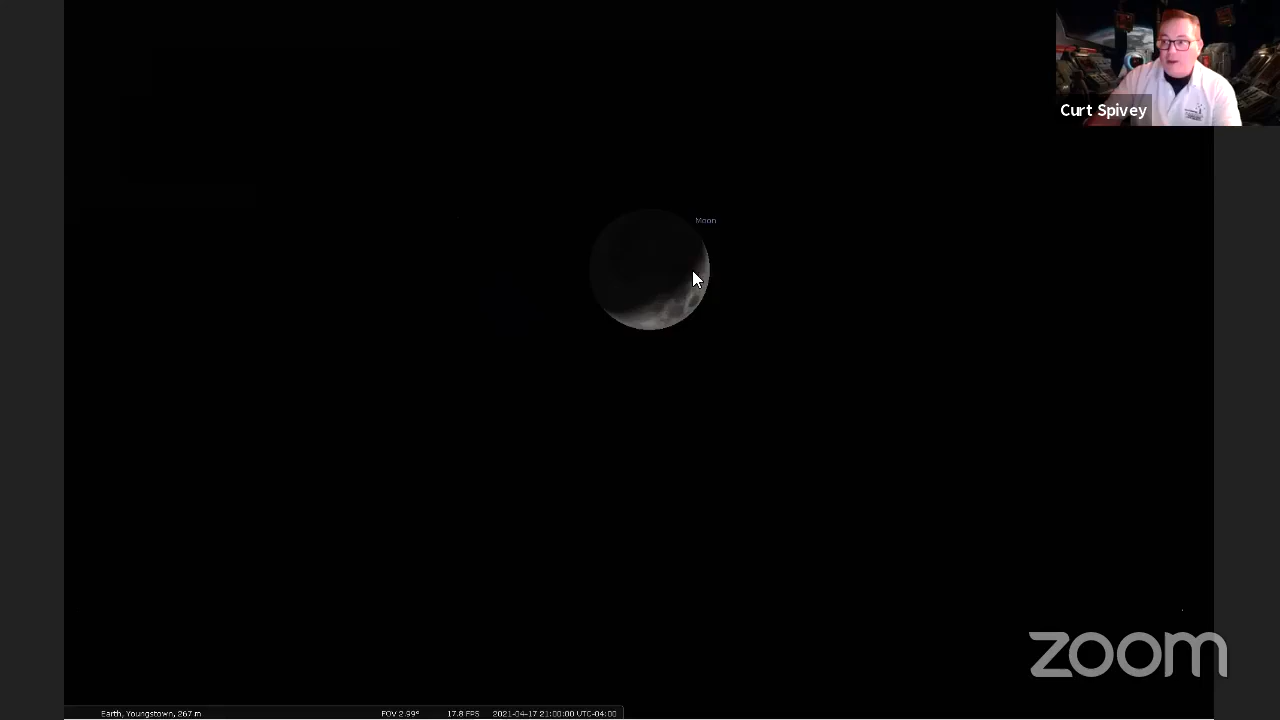 Curt Spivey
Moon
zoom
Earth, Youngstown, 267 m FOV 2.99° 17.8 FPS 2021-04-17 21:00:00 UTC-04:00